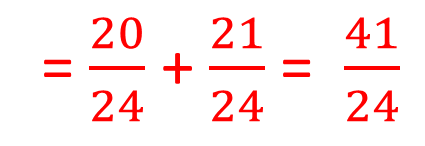 = 20/24 + 21/24 = 41/24